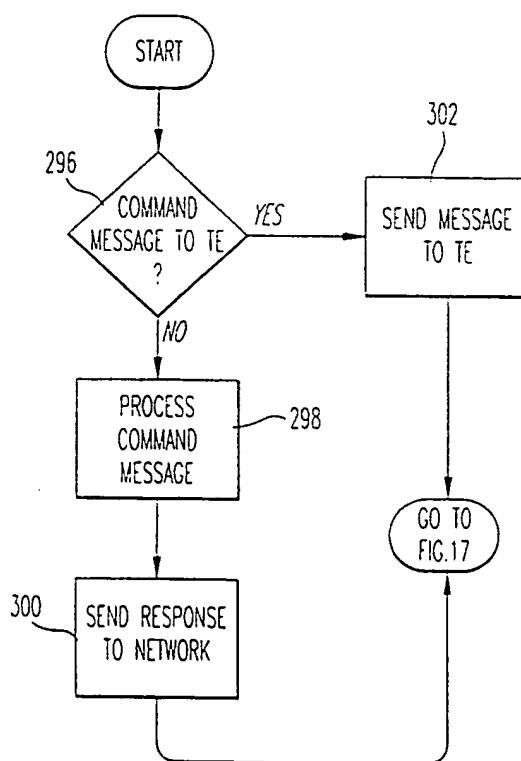 START
296
COMMAND
MESSAGE TO TE
?
YES
302
SEND MESSAGE
TO TE
NO
PROCESS
COMMAND
MESSAGE
298
300
SEND RESPONSE
TO NETWORK
GO TO
FIG.17